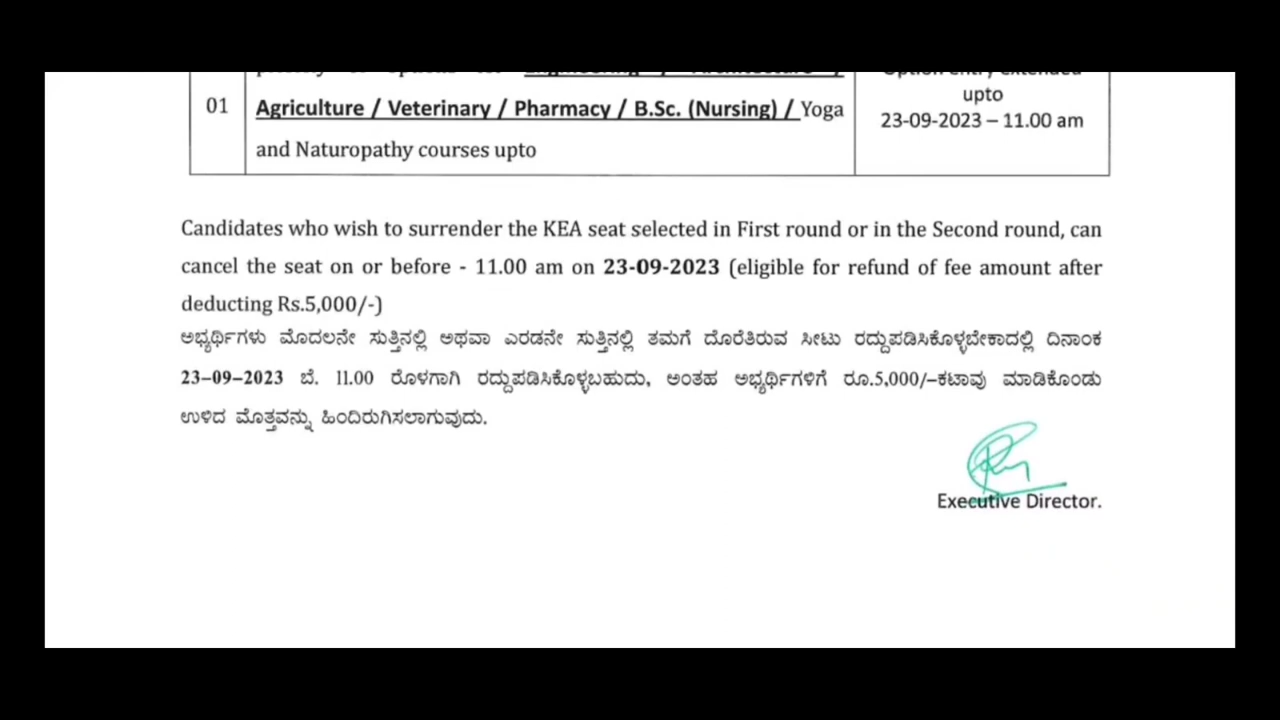 Option entry extended
upto
23-09-2023 – 11.00 am
01
Agriculture / Veterinary / Pharmacy / B.Sc. (Nursing) / Yoga
and Naturopathy courses upto
Candidates who wish to surrender the KEA seat selected in First round or in the Second round, can
cancel the seat on or before - 11.00 am on 23-09-2023 (eligible for refund of fee amount after
deducting Rs.5,000/-)
ಅಭ್ಯರ್ಥಿಗಳು ಮೊದಲನೇ ಸುತ್ತಿನಲ್ಲಿ ಅಥವಾ ಎರಡನೇ ಸುತ್ತಿನಲ್ಲಿ ತಮಗೆ ದೊರೆತಿರುವ ಸೀಟು ರದ್ದುಪಡಿಸಿಕೊಳ್ಳಬೇಕಾದಲ್ಲಿ ದಿನಾಂಕ
23–09–2023 ಬೆ. 11.00 ರೊಳಗಾಗಿ ರದ್ದುಪಡಿಸಿಕೊಳ್ಳಬಹುದು, ಅಂತಹ ಅಭ್ಯರ್ಥಿಗಳಿಗೆ ರೂ.5,000/–ಕಟಾವು ಮಾಡಿಕೊಂಡು
ಉಳಿದ ಮೊತ್ತವನ್ನು ಹಿಂದಿರುಗಿಸಲಾಗುವುದು.
Executive Director.